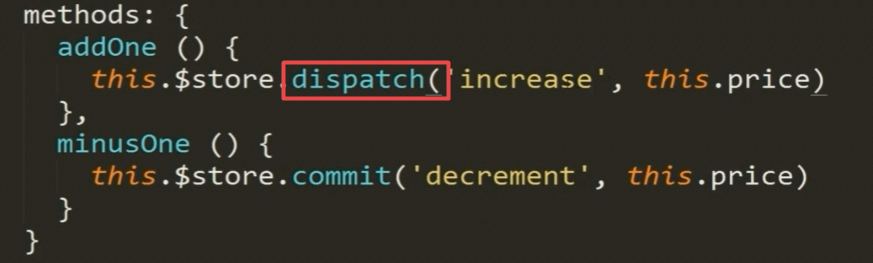 methods: {
addOne () {
this.$store.dispatch('increase', this.price)
},
minusOne () {
this.$store.commit('decrement', this.price)
}
}